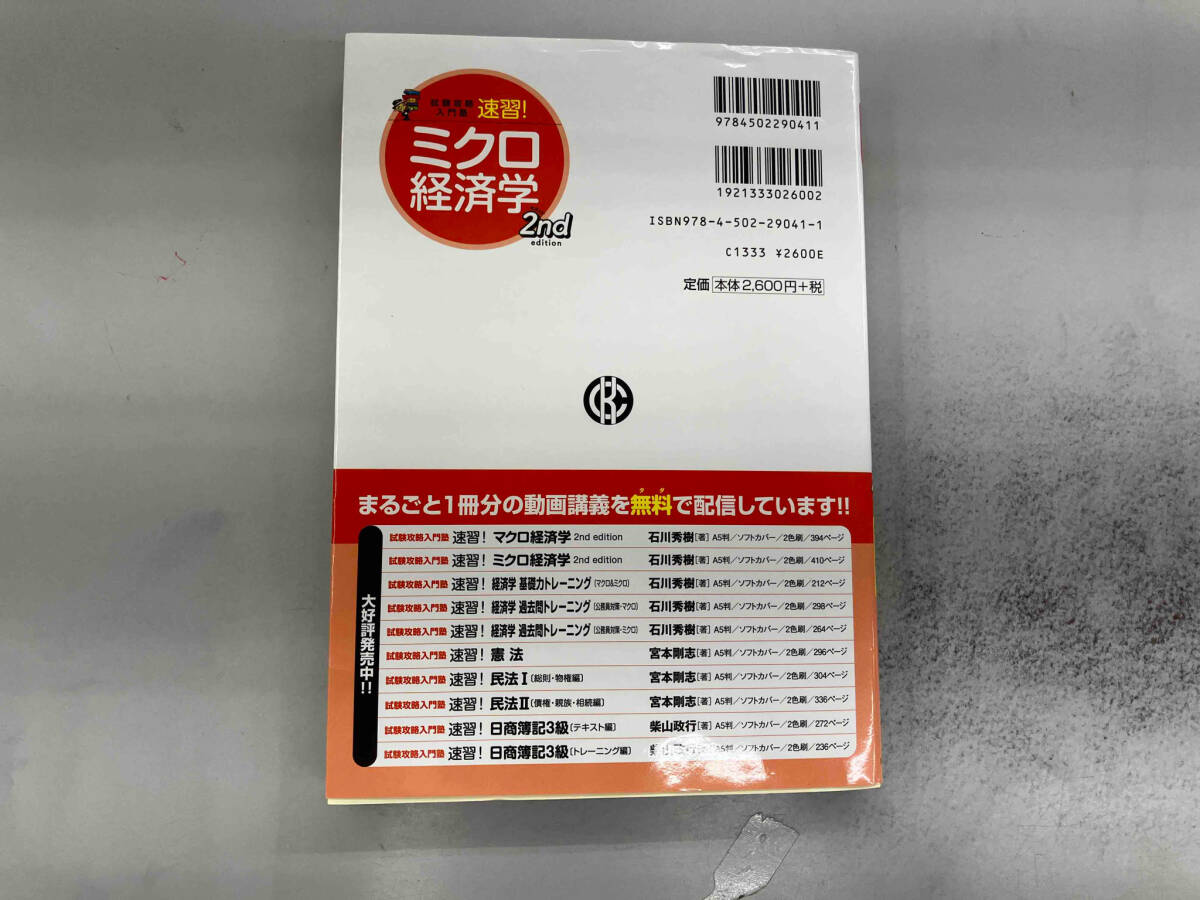 試験攻略
入門塾 速習!
ミクロ
経済学
2nd
edition
9784502290411
1921333026002
ISBN978-4-502-29041-1
C1333 ¥2600E
定価 本体2,600円+税
まるごと1冊分の動画講義を無料で配信しています!!
タダ
大好評発売中!!
試験攻略入門塾 速習! マクロ経済学 2nd edition 石川秀樹[著] A5判/ソフトカバー/2色刷/394ページ
試験攻略入門塾 速習! ミクロ経済学 2nd edition 石川秀樹[著] A5判/ソフトカバー/2色刷/410ページ
試験攻略入門塾 速習! 経済学 基礎力トレーニング(マクロ&ミクロ) 石川秀樹[著] A5判/ソフトカバー/2色刷/212ページ
試験攻略入門塾 速習! 経済学 過去問トレーニング(公務員対策・マクロ) 石川秀樹[著] A5判/ソフトカバー/2色刷/298ページ
試験攻略入門塾 速習! 経済学 過去問トレーニング(公務員対策・ミクロ) 石川秀樹[著] A5判/ソフトカバー/2色刷/264ページ
試験攻略入門塾 速習! 憲法 宮本剛志[著] A5判/ソフトカバー/2色刷/296ページ
試験攻略入門塾 速習! 民法Ⅰ(総則・物権編) 宮本剛志[著] A5判/ソフトカバー/2色刷/304ページ
試験攻略入門塾 速習! 民法Ⅱ(債権・親族・相続編) 宮本剛志[著] A5判/ソフトカバー/2色刷/336ページ
試験攻略入門塾 速習! 日商簿記3級(テキスト編) 柴山政行[著] A5判/ソフトカバー/2色刷/272ページ
試験攻略入門塾 速習! 日商簿記3級(トレーニング編) 柴山政行[著] A5判/ソフトカバー/2色刷/236ページ